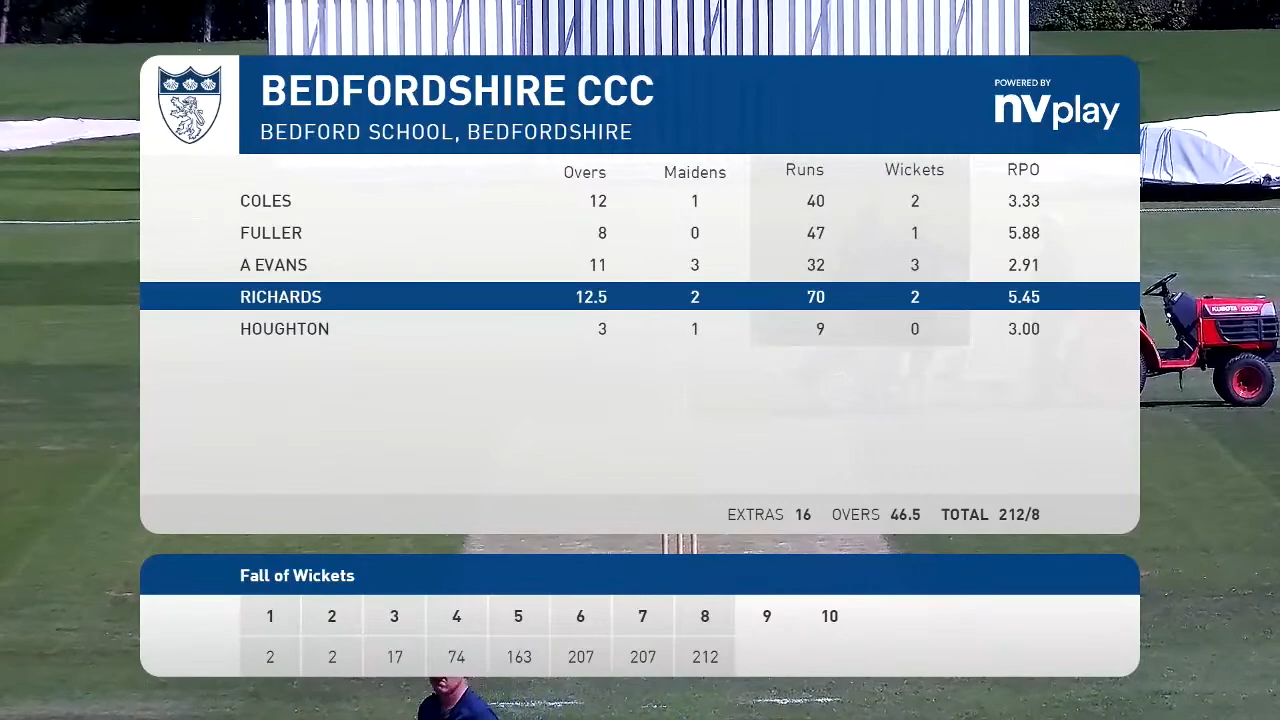 BEDFORDSHIRE CCC
BEDFORD SCHOOL, BEDFORDSHIRE
POWERED BY
nvplay
Overs Maidens Runs Wickets RPO
COLES 12 1 40 2 3.33
FULLER 8 0 47 1 5.88
A EVANS 11 3 32 3 2.91
RICHARDS 12.5 2 70 2 5.45
HOUGHTON 3 1 9 0 3.00
EXTRAS 16 OVERS 46.5 TOTAL 212/8
Fall of Wickets
1 2 3 4 5 6 7 8 9 10
2 2 17 74 163 207 207 212
KUBOTA